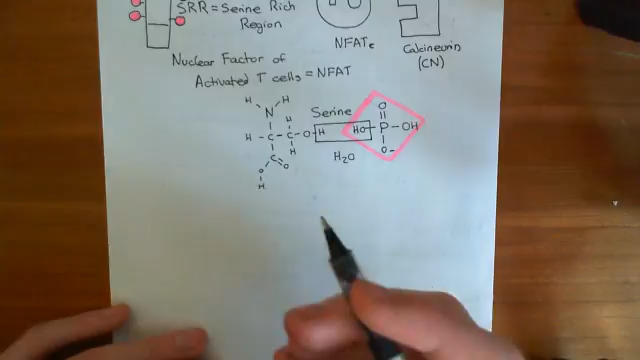 SRR = Serine Rich
Region
NFATc
Calcineurin
(CN)
Nuclear Factor of
Activated T cells = NFAT
Serine
H H
N
H
H - C - C - O - H
H
C
O
O
H
O
HO - P - OH
O-
H2O